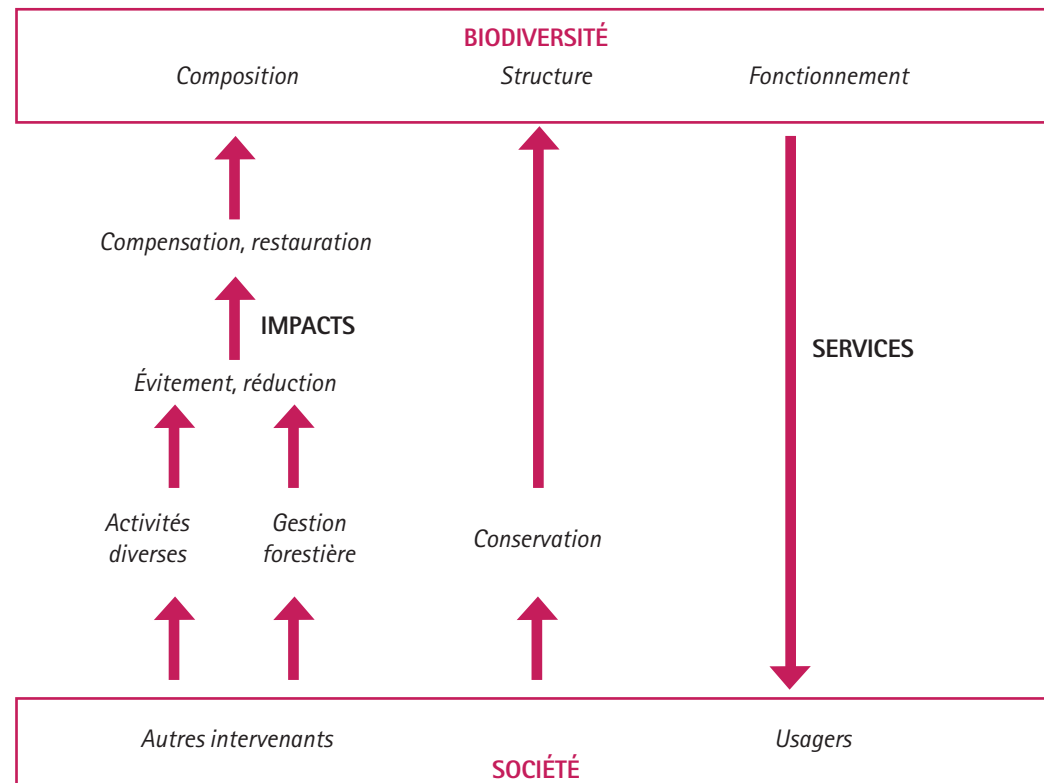 BIODIVERSITÉ
Composition Structure Fonctionnement
Compensation, restauration
IMPACTS
SERVICES
Évitement, réduction
Activités
diverses
Gestion
forestière
Conservation
Autres intervenants Usagers
SOCIÉTÉ